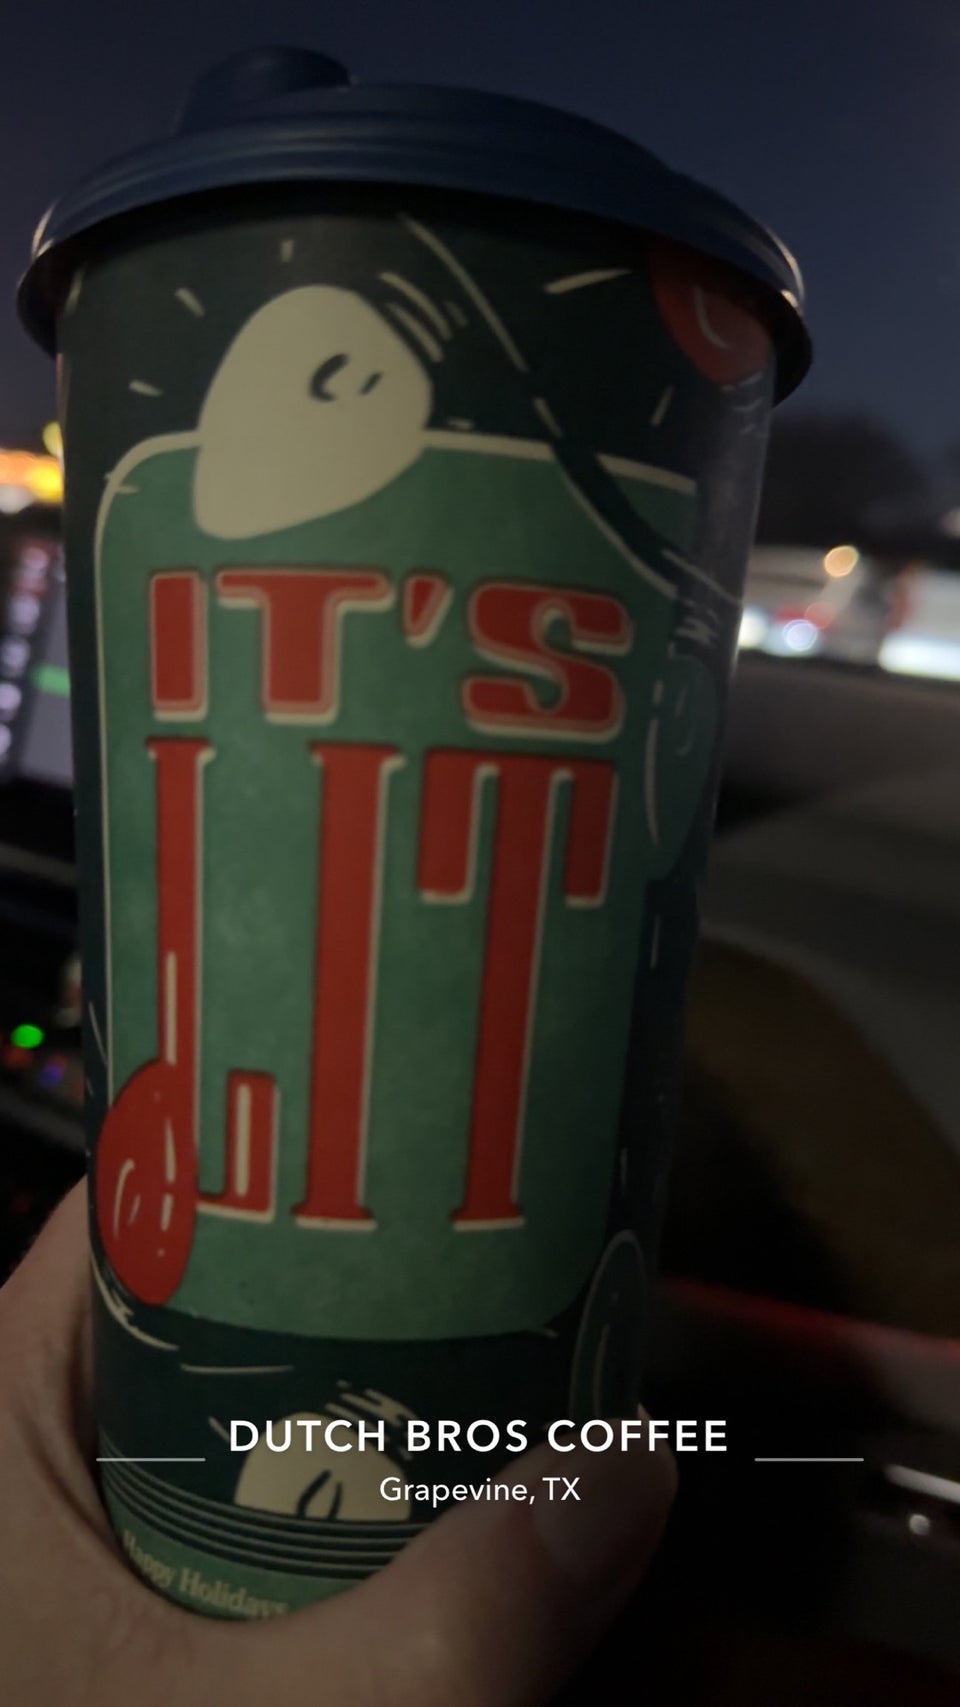 IT'S
LIT
DUTCH BROS COFFEE
Grapevine, TX
Happy Holidays